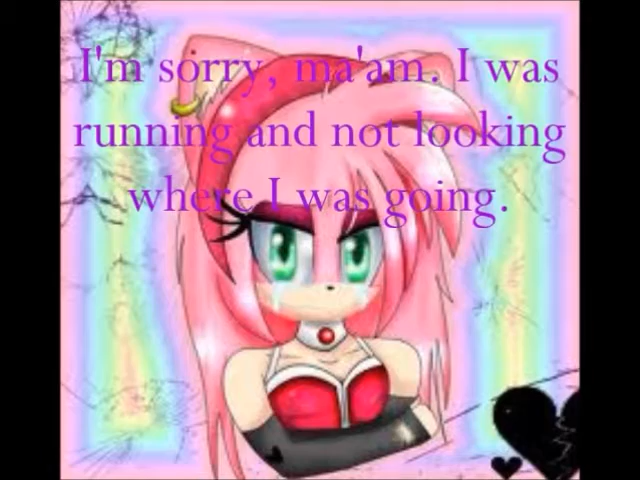 I'm sorry, ma'am. I was
running and not looking
where I was going.